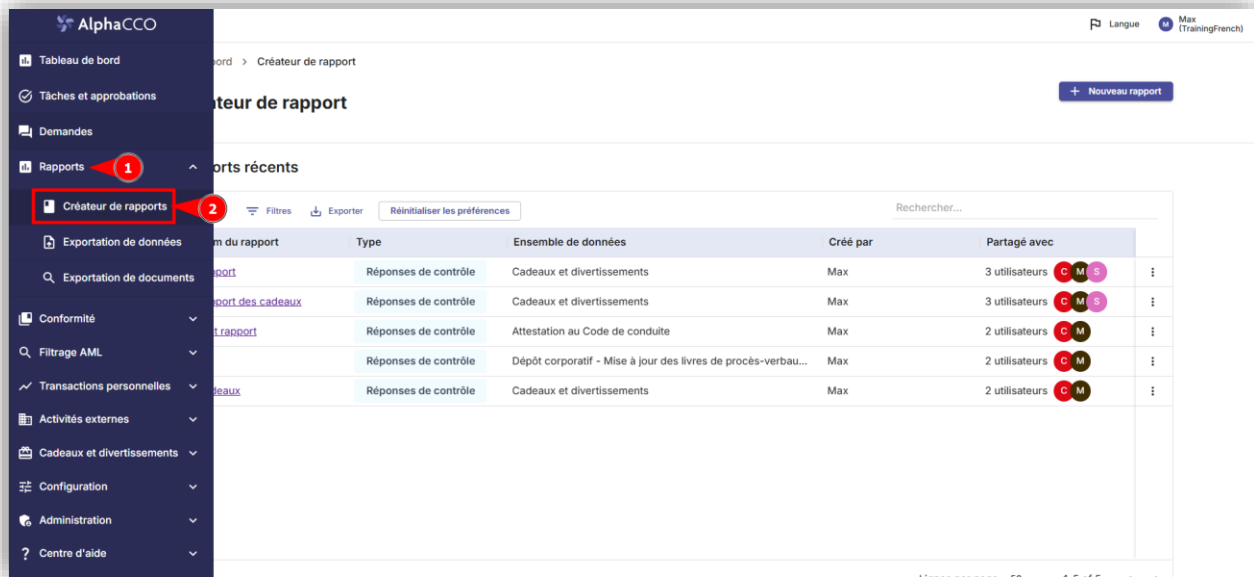 AlphaCCO
Langue
M
Max
(TrainingFrench)
Tableau de bord
Tâches et approbations
Demandes
Rapports
1
Créateur de rapports
2
Exportation de données
Exportation de documents
Conformité
Filtrage AML
Transactions personnelles
Activités externes
Cadeaux et divertissements
Configuration
Administration
? Centre d'aide
ord > Créateur de rapport
teur de rapport
+ Nouveau rapport
orts récents
Filtres
Exporter
Réinitialiser les préférences
Rechercher...
m du rapport Type Ensemble de données Créé par Partagé avec
port Réponses de contrôle Cadeaux et divertissements Max 3 utilisateurs C M S
port des cadeaux Réponses de contrôle Cadeaux et divertissements Max 3 utilisateurs C M S
t rapport Réponses de contrôle Attestation au Code de conduite Max 2 utilisateurs C M
Réponses de contrôle Dépôt corporatif - Mise à jour des livres de procès-verbau... Max 2 utilisateurs C M
deaux Réponses de contrôle Cadeaux et divertissements Max 2 utilisateurs C M